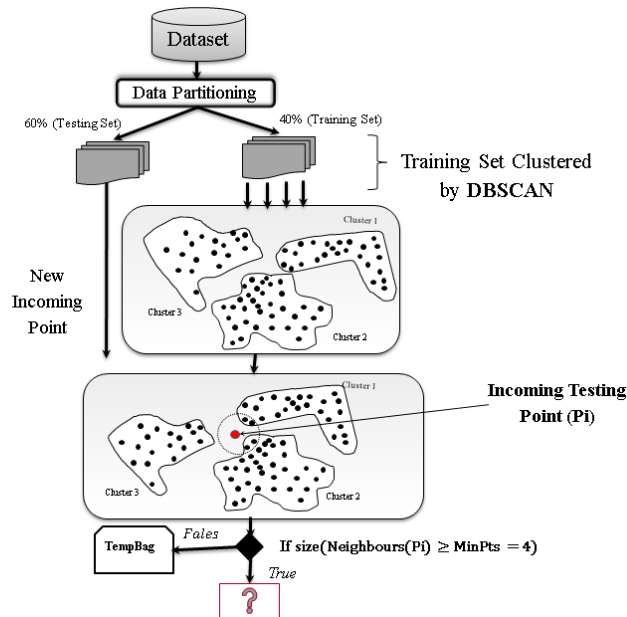 Dataset
Data Partitioning
60% (Testing Set)
40% (Training Set)
Training Set Clustered
by DBSCAN
Cluster 1
New
Incoming
Point
Cluster 3
Cluster 2
Cluster 1
Incoming Testing
Point (Pi)
Cluster 3
Cluster 2
Fales
TempBag
If size(Neighbours(Pi) ≥ MinPts = 4)
True
?